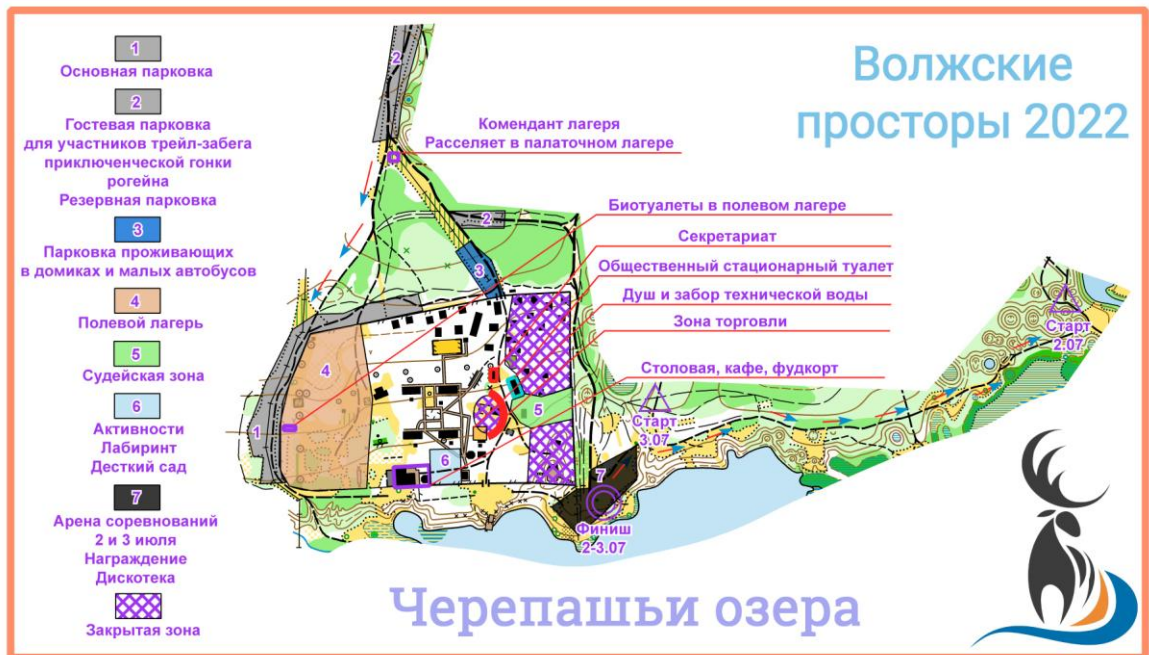 1
Основная парковка
2
Гостевая парковка
для участников трейл-забега
приключенческой гонки
рогейна
Резервная парковка
3
Парковка проживающих
в домиках и малых автобусов
4
Полевой лагерь
5
Судейская зона
6
Активности
Лабиринт
Десткий сад
7
Арена соревнований
2 и 3 июля
Награждение
Дискотека
Закрытая зона
Волжские
просторы 2022
2
Комендант лагеря
Расселяет в палаточном лагере
Биотуалеты в полевом лагере
2
Секретариат
3
Общественный стационарный туалет
Душ и забор технической воды
Зона торговли
Столовая, кафе, фудкорт
4
5
1
6
7
Старт
2.07
Старт
3.07
Финиш
2-3.07
Черепашьи озера